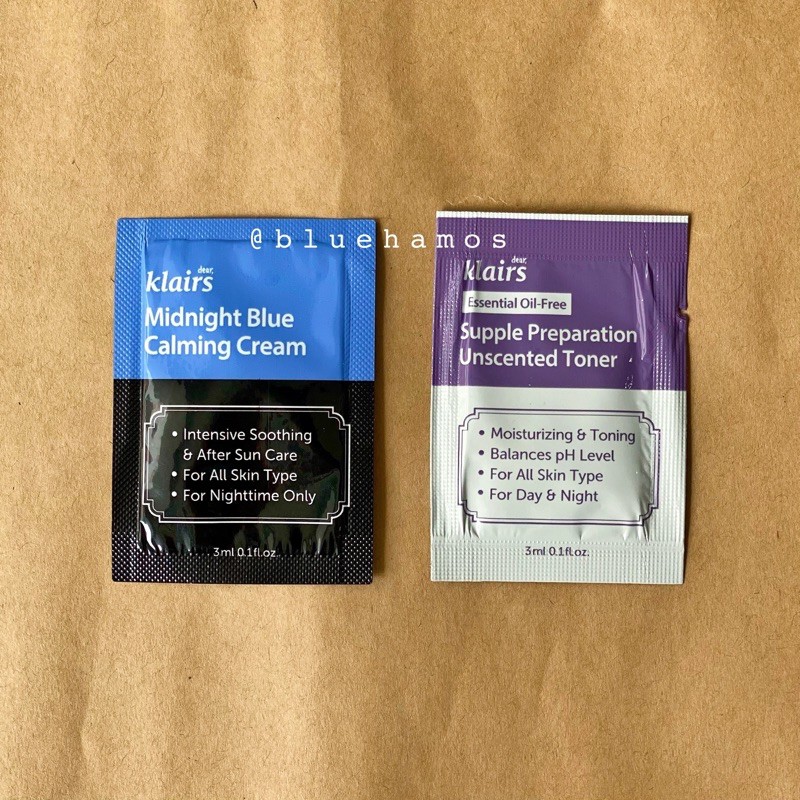 @bluehamos
dear,
klairs
Midnight Blue
Calming Cream
• Intensive Soothing
& After Sun Care
• For All Skin Type
• For Nighttime Only
3ml 0.1fl.oz.
dear,
klairs
Essential Oil-Free
Supple Preparation
Unscented Toner
• Moisturizing & Toning
• Balances pH Level
• For All Skin Type
• For Day & Night
3ml 0.1fl.oz.